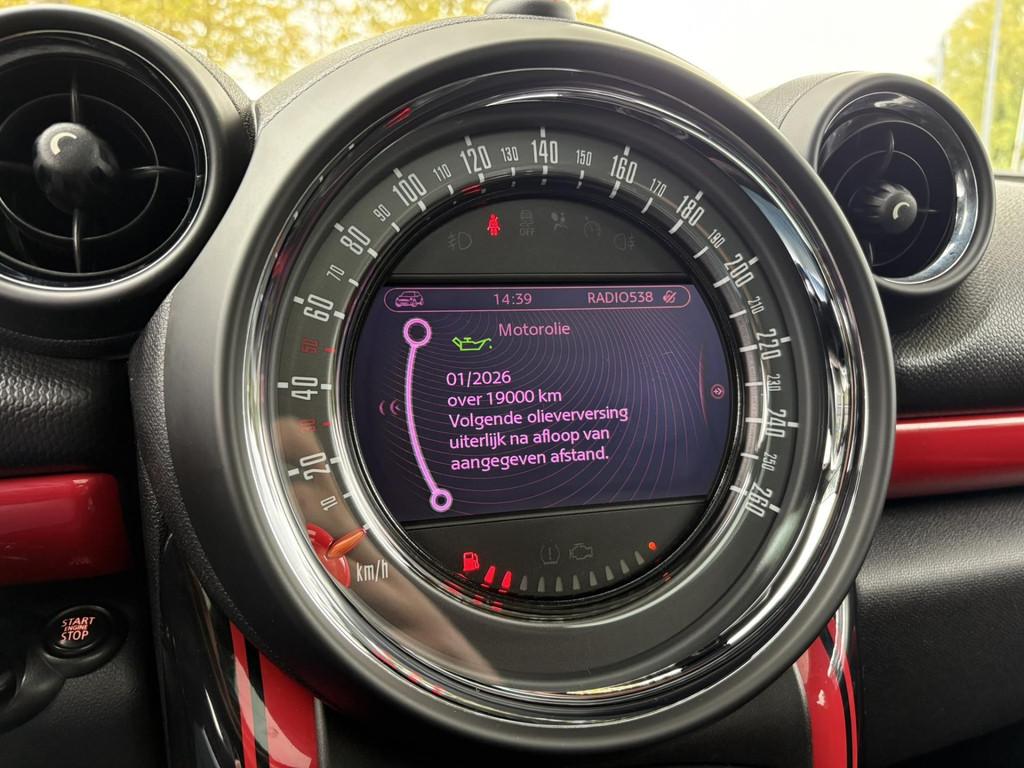 10
20
30
40
50
60
70
80
90
100
110
120
130
140
150
160
170
180
190
200
210
220
230
240
250
260
km/h
OFF
14:39 RADIO538
Motorolie
01/2026
over 19000 km
Volgende olieverversing
uiterlijk na afloop van
aangegeven afstand.
START
ENGINE
STOP